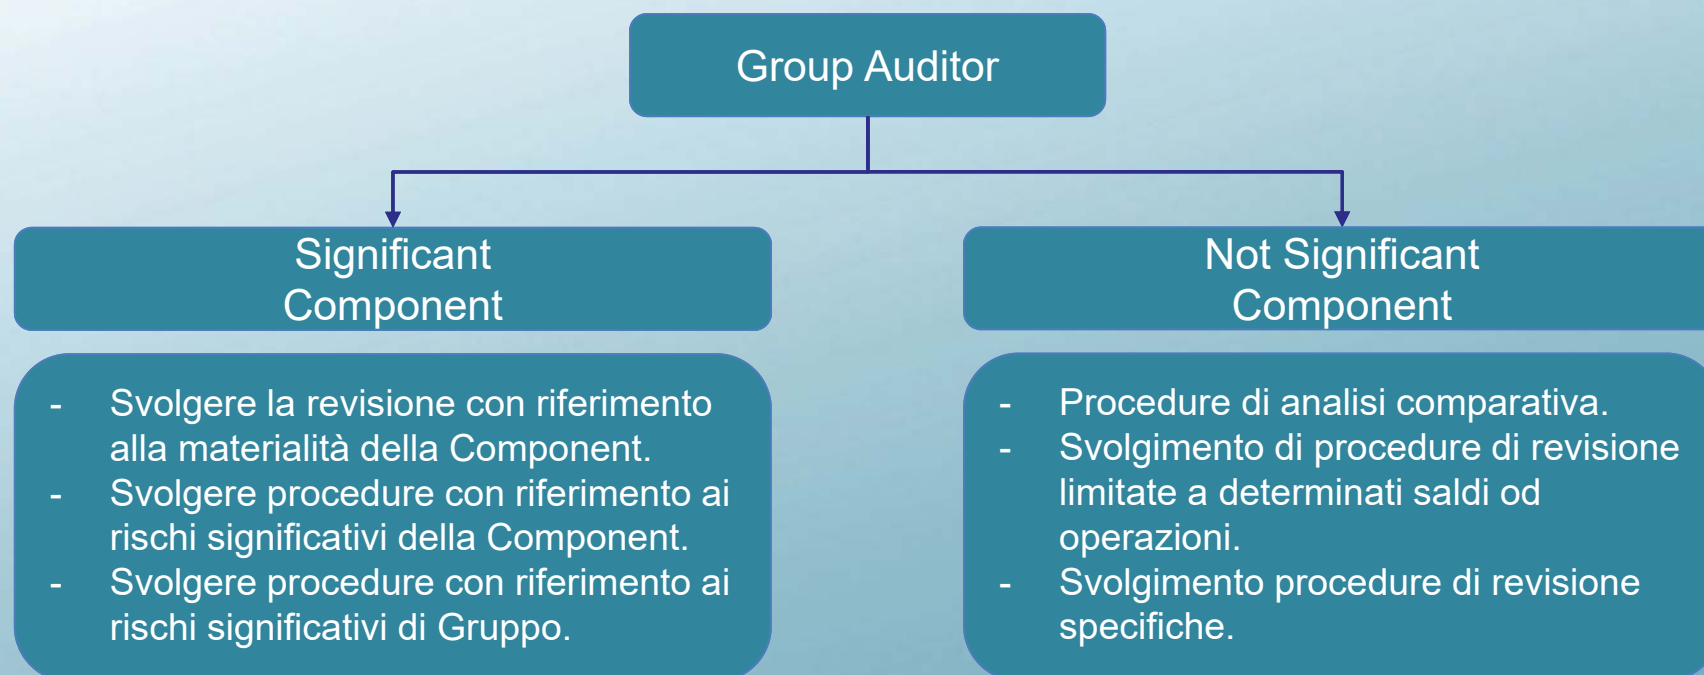 Group Auditor
Significant
Component
- Svolgere la revisione con riferimento
alla materialità della Component.
- Svolgere procedure con riferimento ai
rischi significativi della Component.
- Svolgere procedure con riferimento ai
rischi significativi di Gruppo.
Not Significant
Component
- Procedure di analisi comparativa.
- Svolgimento di procedure di revisione
limitate a determinati saldi od
operazioni.
- Svolgimento procedure di revisione
specifiche.